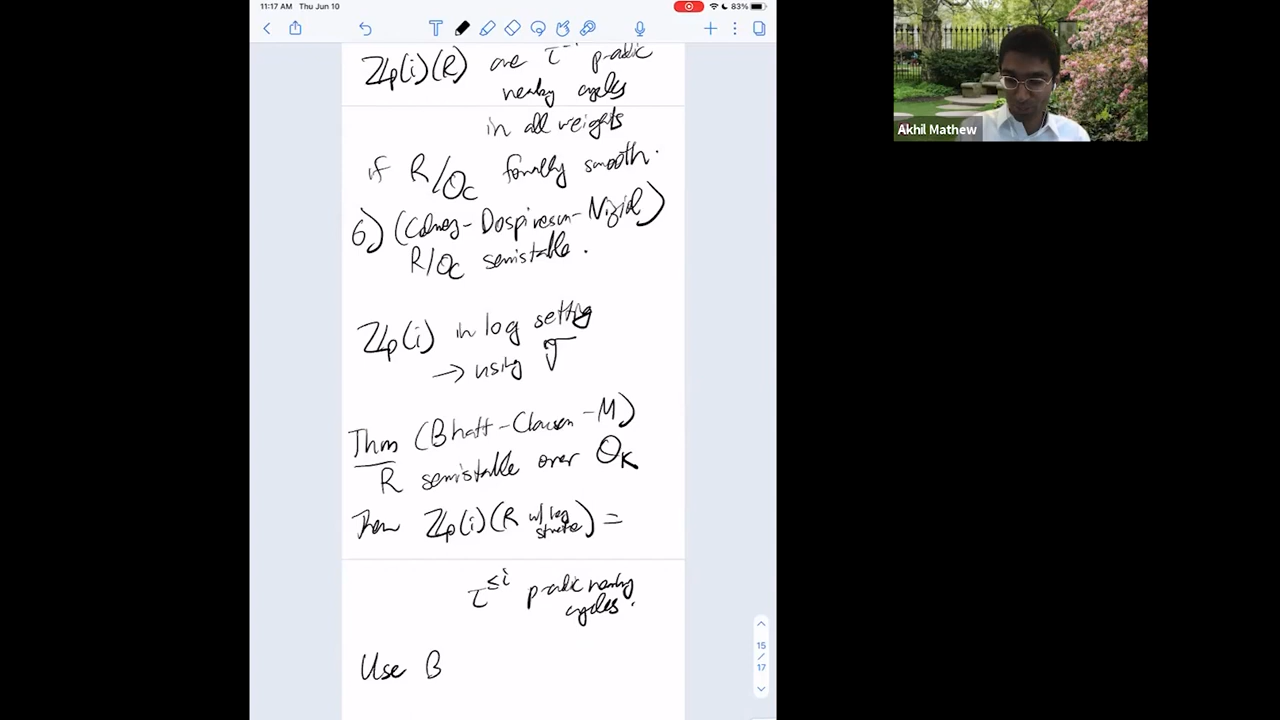 11:17 AM Thu Jun 10
83%
Zp(i)(R) are τ≤i p-adic
nearby cycles
in all weights
if R/OC formally smooth.
6) (Colmez-Dospinescu-Niziol)
R/OC semistable.
Zp(i) in log setting
→ using
Thm (Bhatt-Clausen-M)
R semistable over OK
Then Zp(i)(R w/ log structure) =
τ≤i p-adic nearby
cycles.
Use B
15
/
17
Akhil Mathew